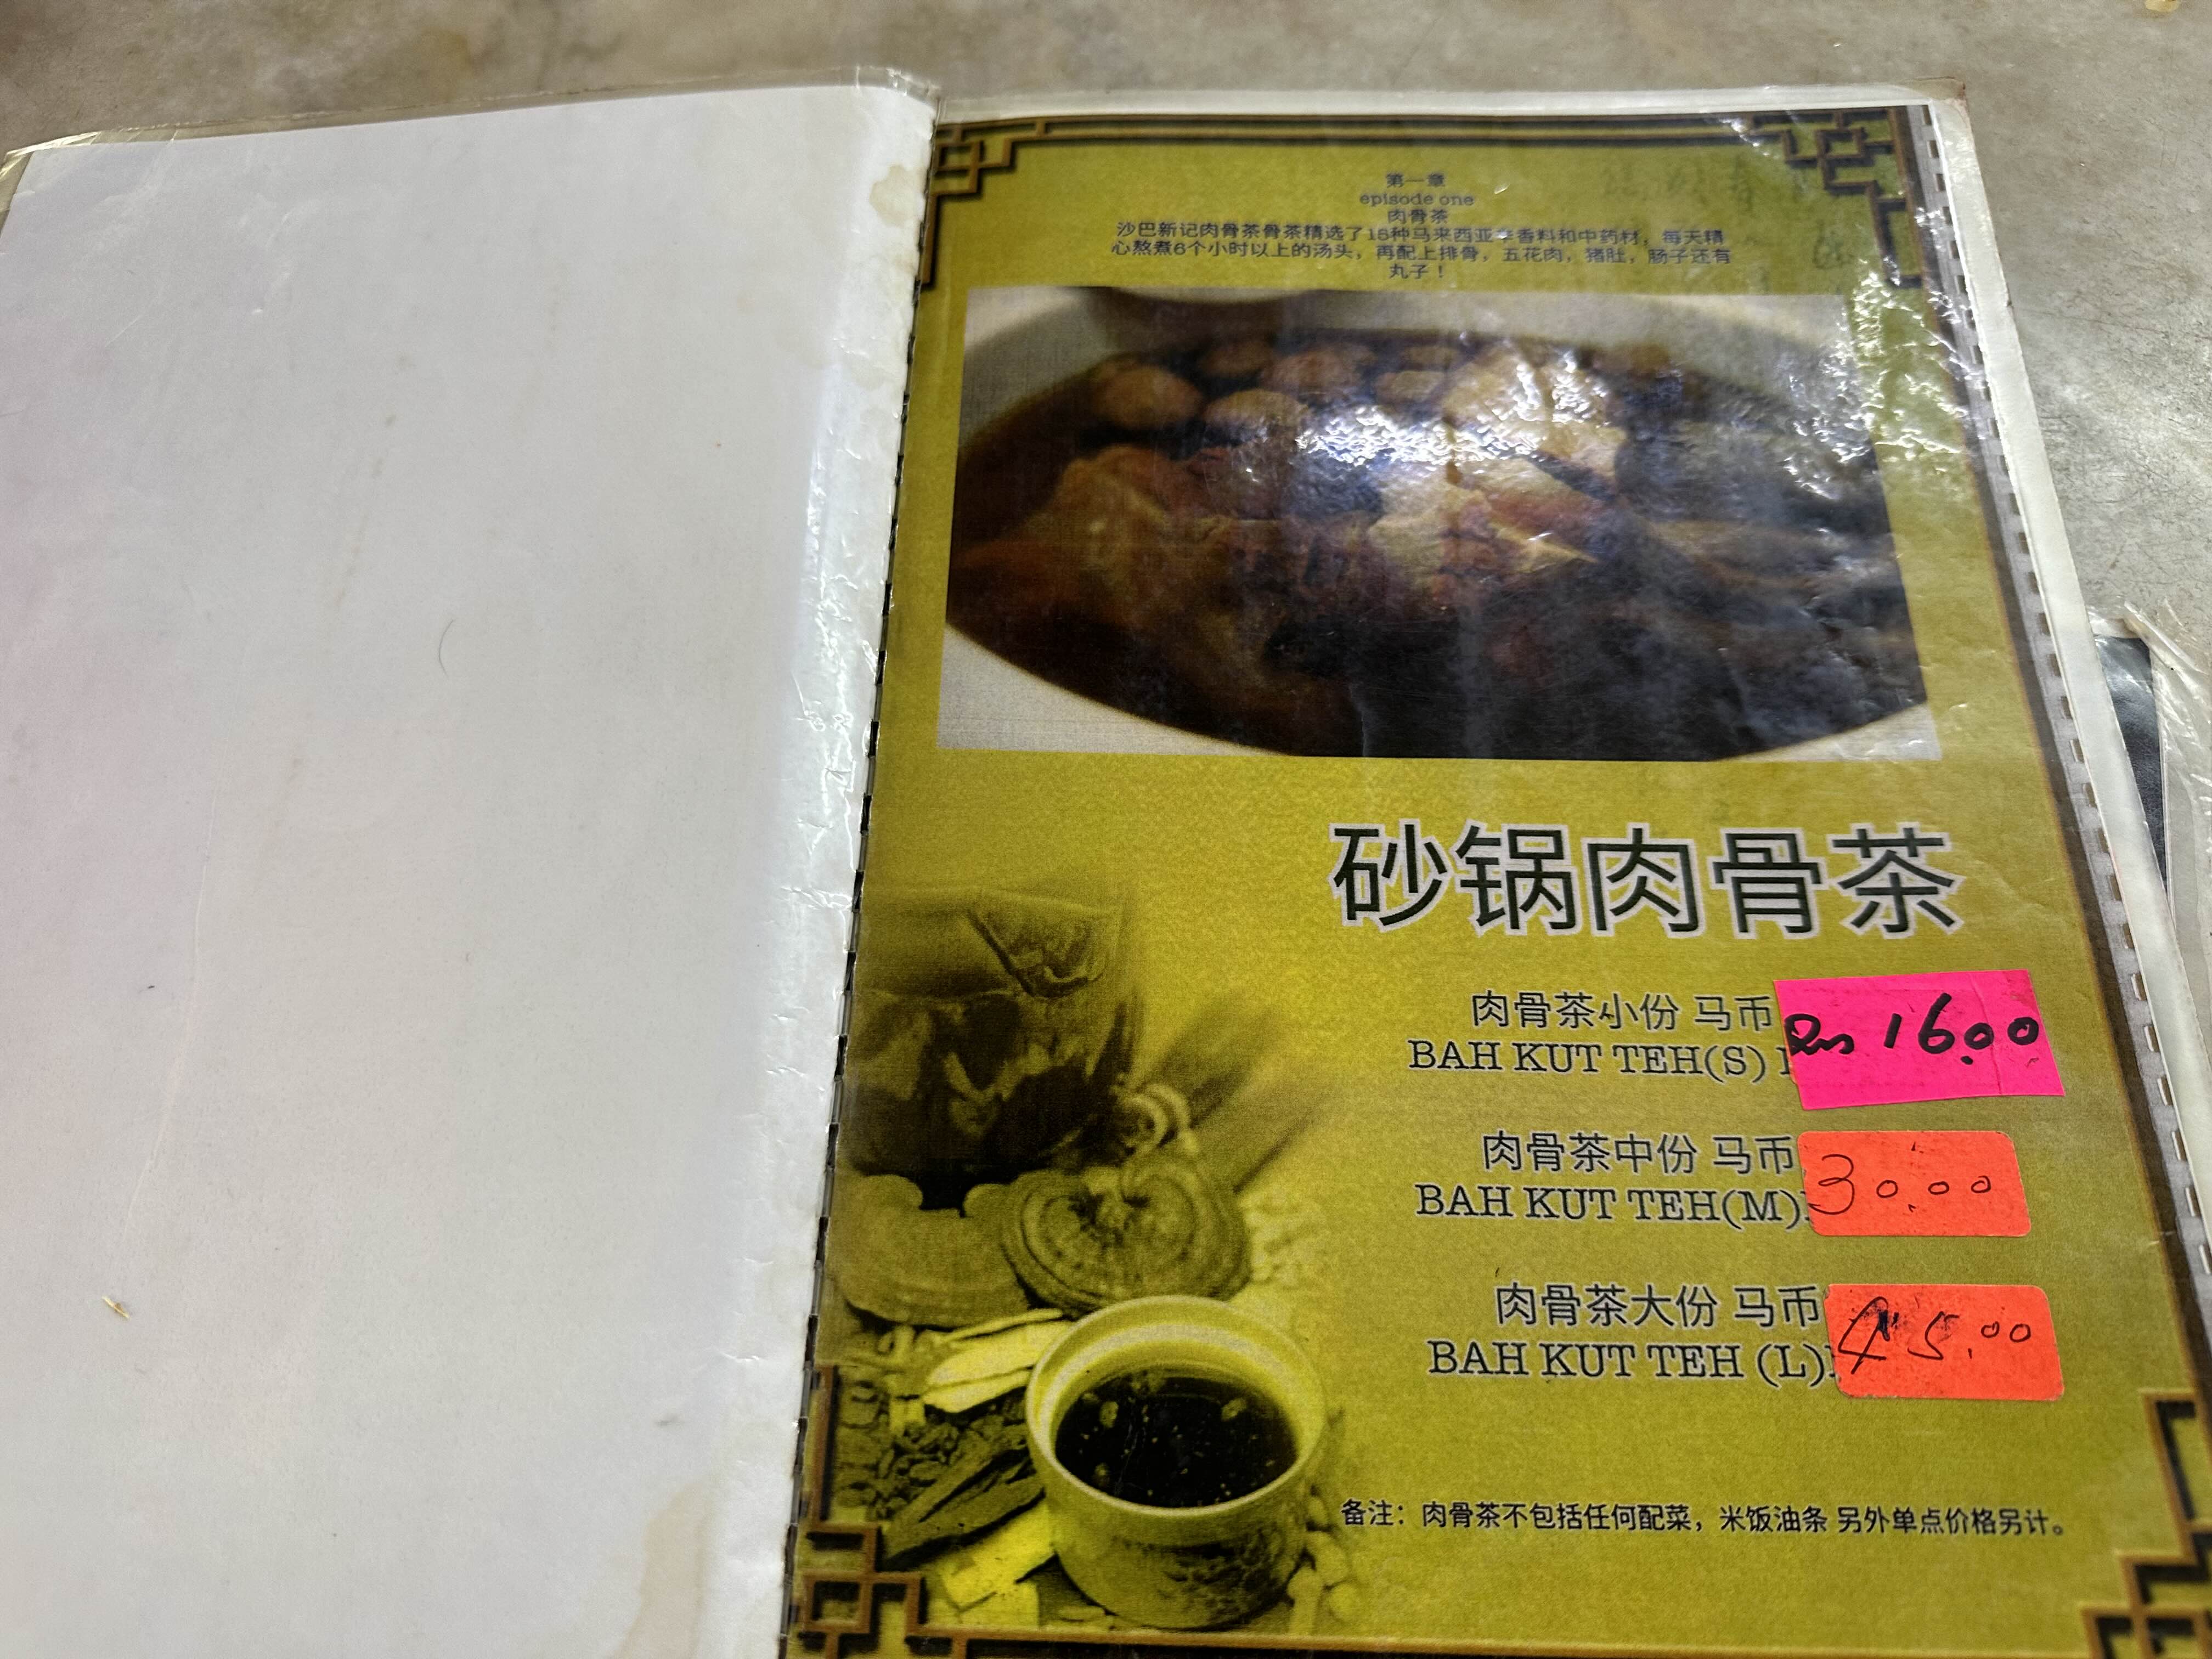 第一章
episode one
肉骨茶
沙巴新记肉骨茶骨茶精选了18种马来西亚辛香料和中药材，每天精
心熬煮6个小时以上的汤头，再配上排骨，五花肉，猪肚，肠子还有
丸子！
砂锅肉骨茶
肉骨茶小份 马币 Rm 16.00
BAH KUT TEH(S)
肉骨茶中份 马币 30.00
BAH KUT TEH(M)
肉骨茶大份 马币 45.00
BAH KUT TEH (L)
备注：肉骨茶不包括任何配菜，米饭油条 另外单点价格另计。